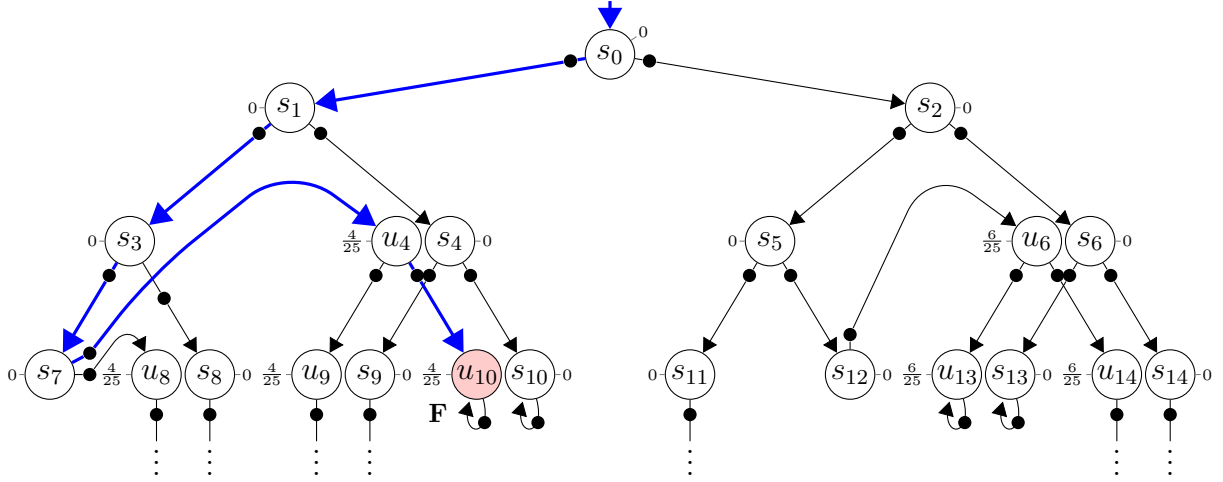 0
s₀
0 s₁
s₂ 0
0 s₃
4/25 u₄ s₄ 0
0 s₅
6/25 u₆ s₆ 0
0 s₇
4/25 u₈ s₈ 0
4/25 u₉ s₉ 0
4/25 u₁₀ s₁₀ 0
0 s₁₁
s₁₂ 0
6/25 u₁₃ s₁₃ 0
6/25 u₁₄ s₁₄ 0
F